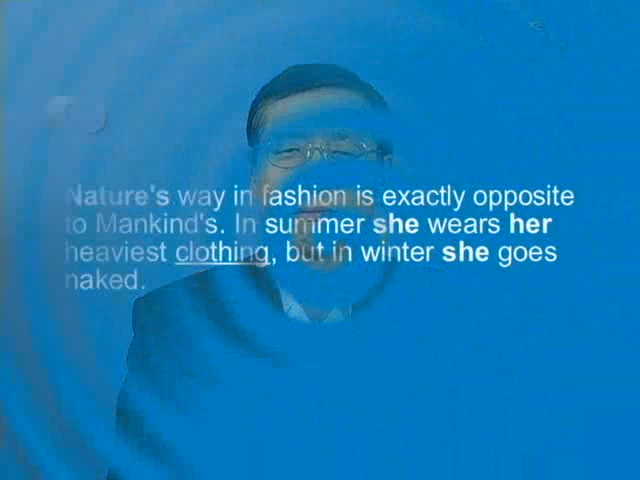 Nature's way in fashion is exactly opposite
to Mankind's. In summer she wears her
heaviest clothing, but in winter she goes
naked.